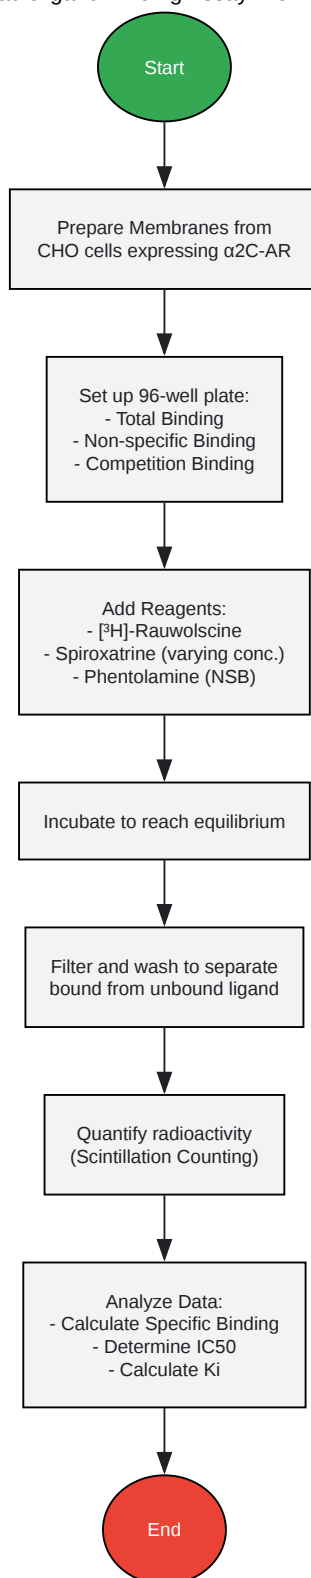 Binding Assay
Start
Prepare Membranes from
CHO cells expressing α2C-AR
Set up 96-well plate:
- Total Binding
- Non-specific Binding
- Competition Binding
Add Reagents:
- [³H]-Rauwolscine
- Spiroxatrine (varying conc.)
- Phentolamine (NSB)
Incubate to reach equilibrium
Filter and wash to separate
bound from unbound ligand
Quantify radioactivity
(Scintillation Counting)
Analyze Data:
- Calculate Specific Binding
- Determine IC50
- Calculate Ki
End